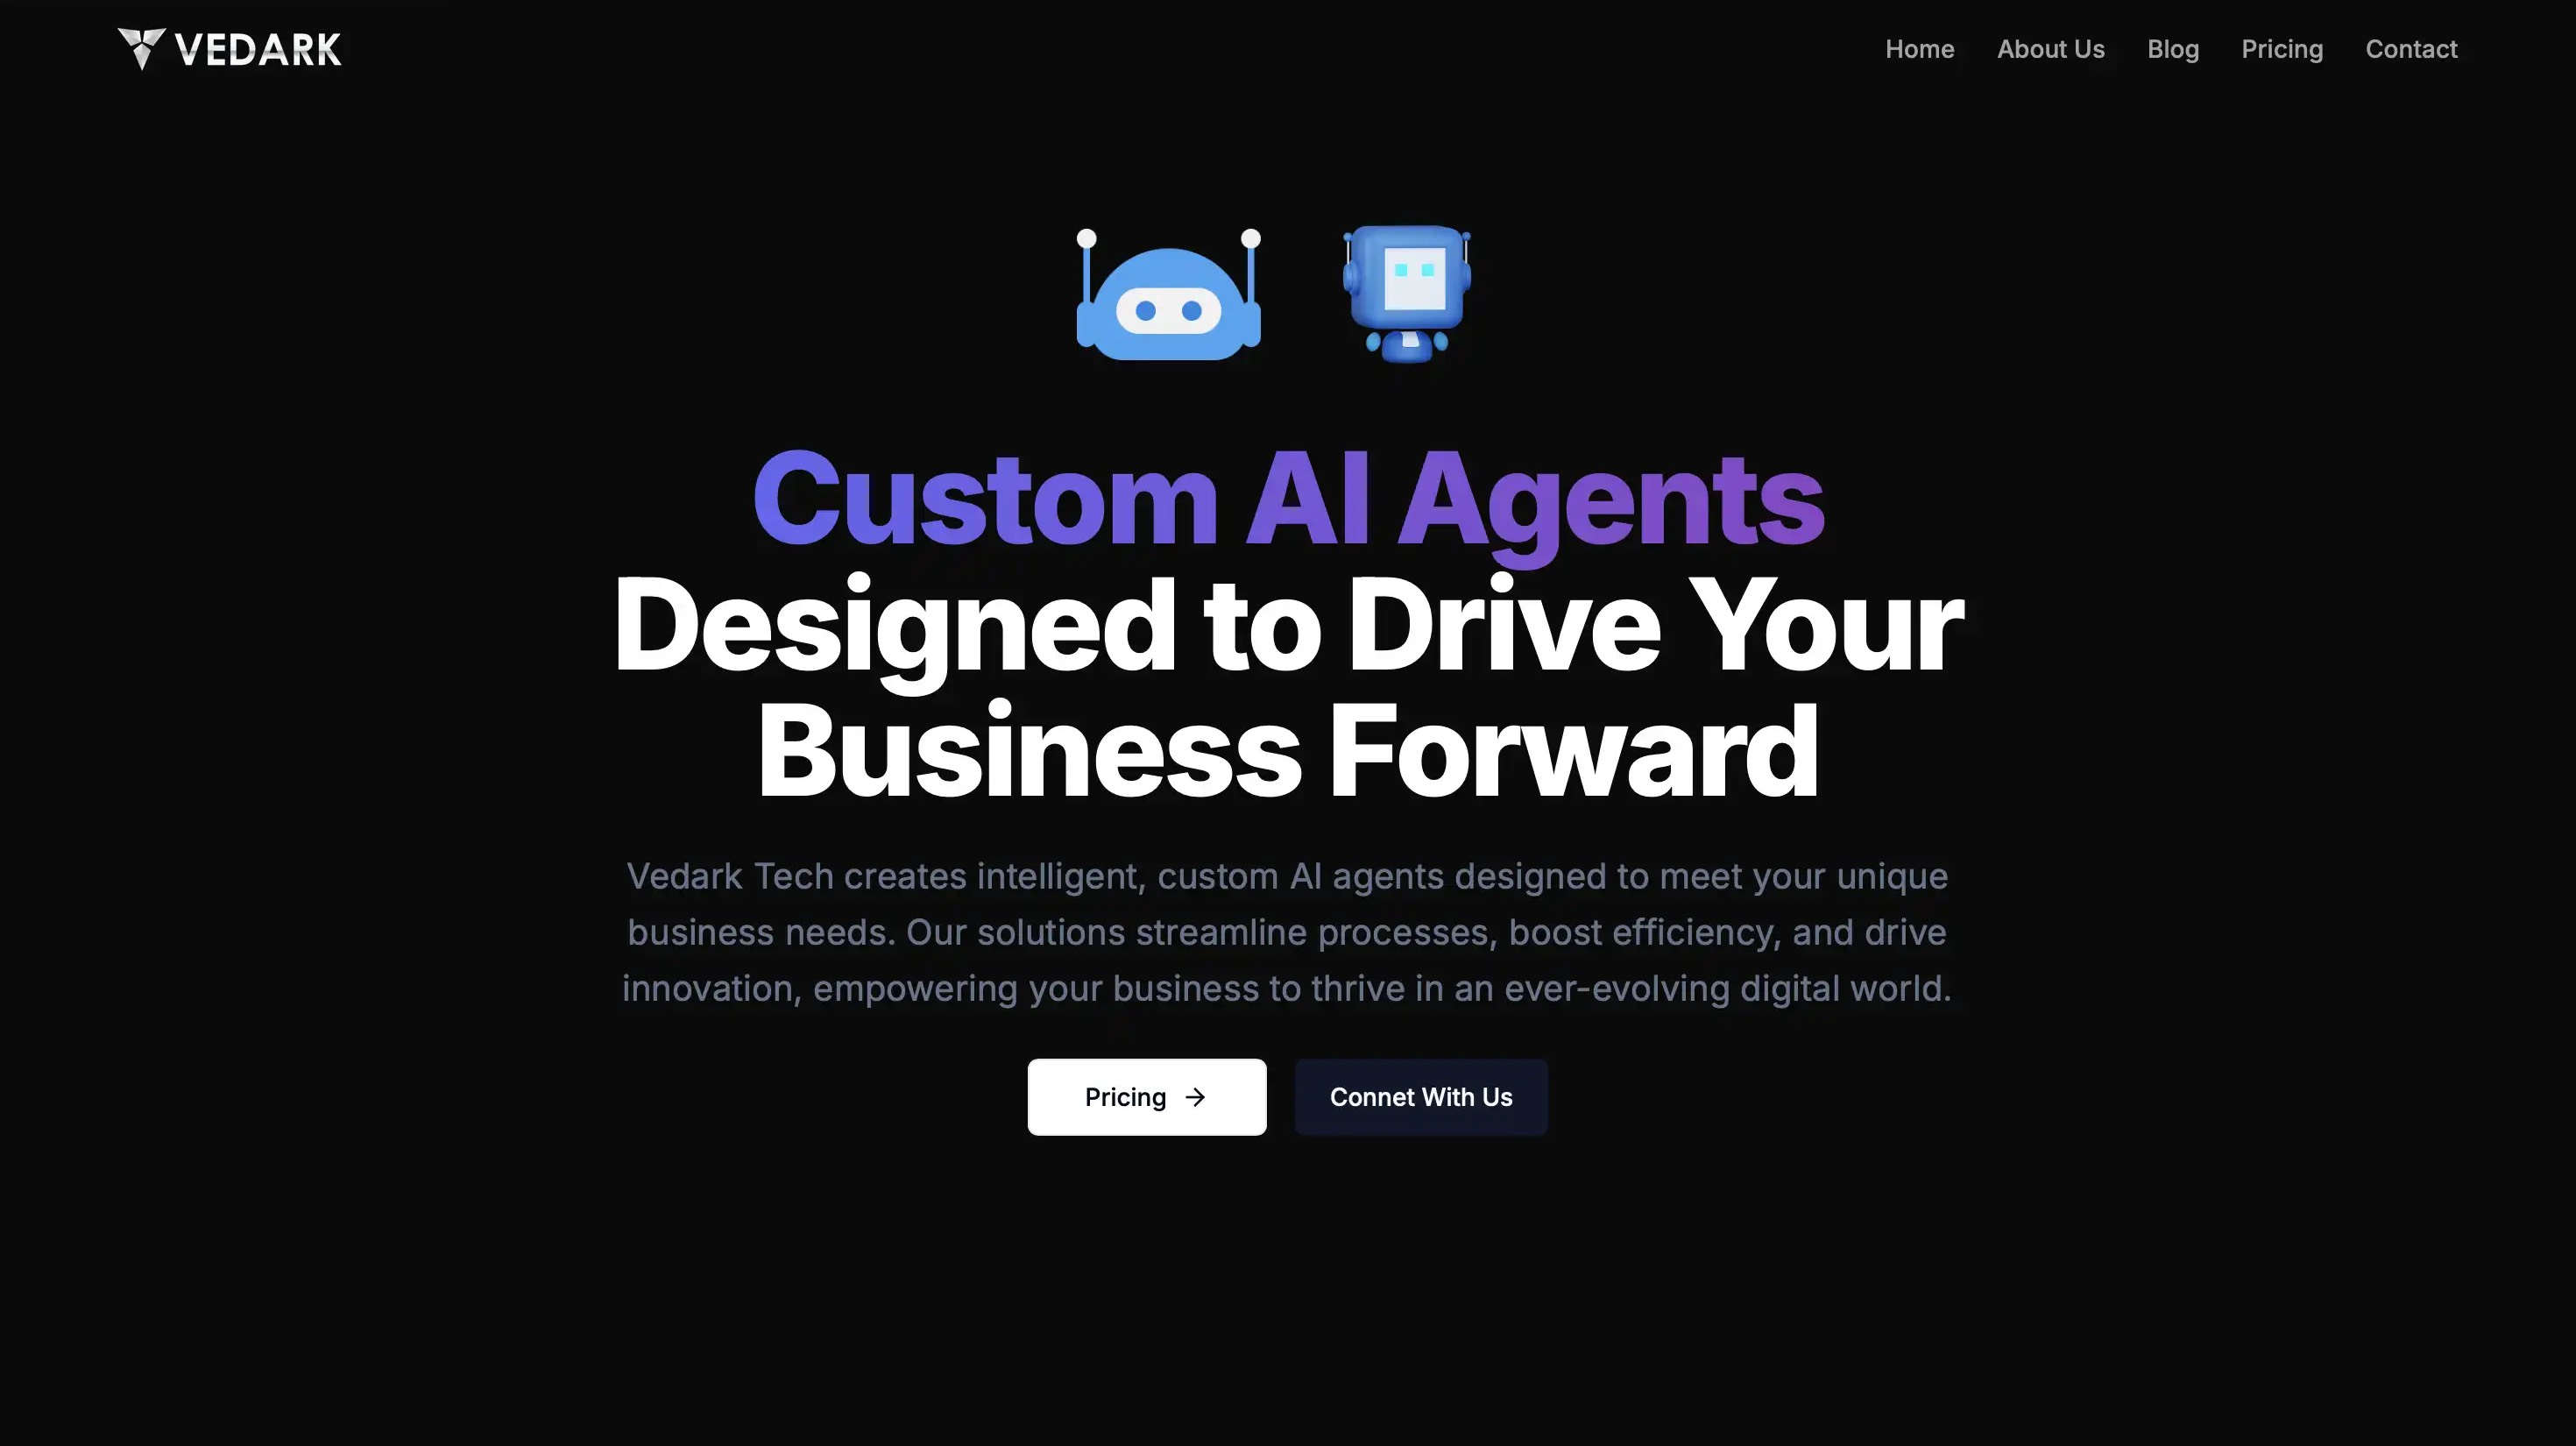 VEDARK
Home
About Us
Blog
Pricing
Contact
Custom AI Agents
Designed to Drive Your
Business Forward
Vedark Tech creates intelligent, custom AI agents designed to meet your unique
business needs. Our solutions streamline processes, boost efficiency, and drive
innovation, empowering your business to thrive in an ever-evolving digital world.
Pricing →
Connet With Us